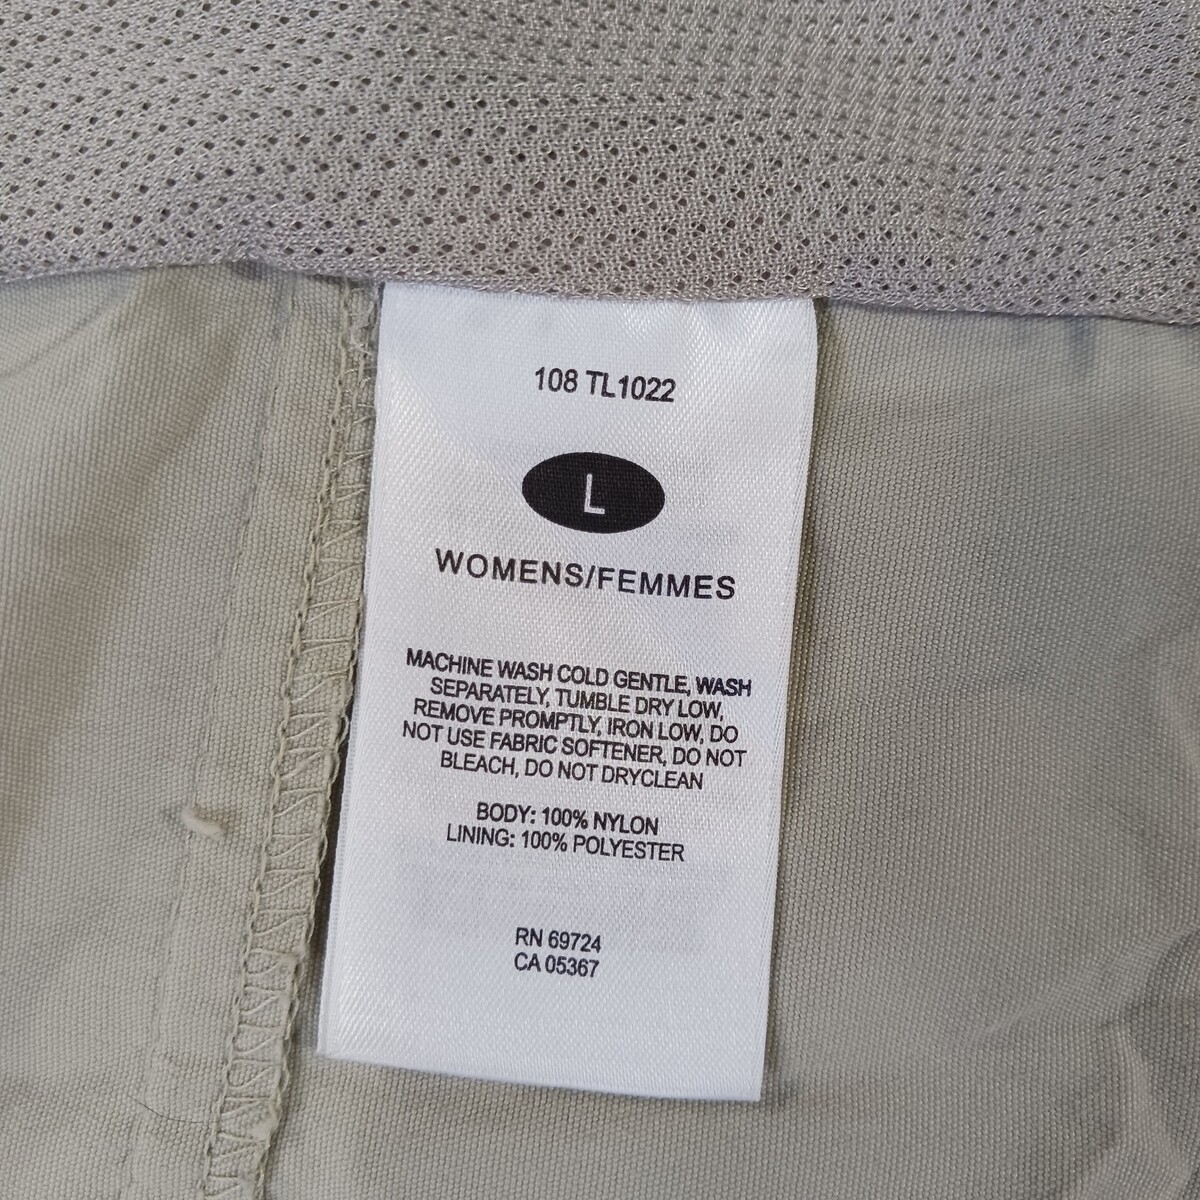 108 TL1022
L
WOMENS/FEMMES
MACHINE WASH COLD GENTLE, WASH
SEPARATELY, TUMBLE DRY LOW,
REMOVE PROMPTLY, IRON LOW, DO
NOT USE FABRIC SOFTENER, DO NOT
BLEACH, DO NOT DRYCLEAN
BODY: 100% NYLON
LINING: 100% POLYESTER
RN 69724
CA 05367